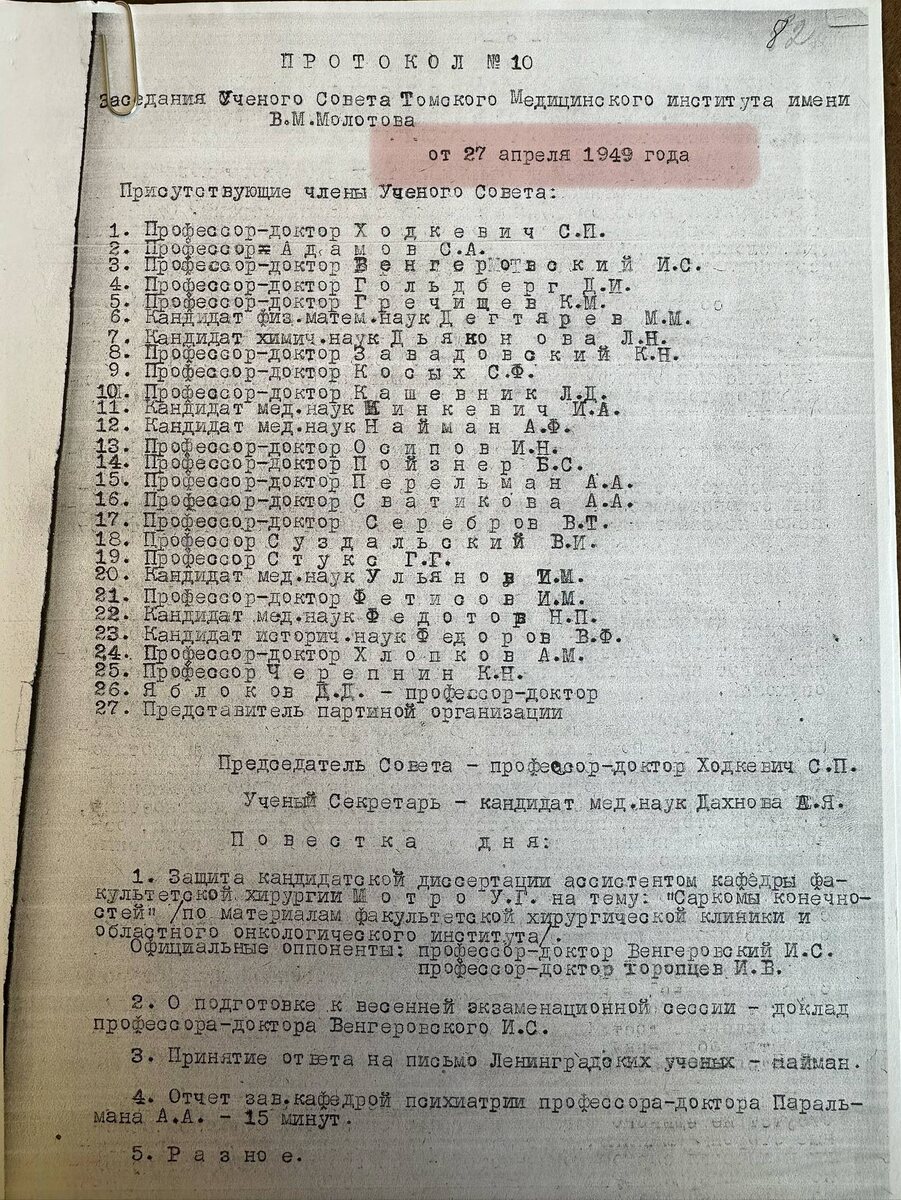 82
ПРОТОКОЛ №10
Заседания Ученого Совета Томского Медицинского института имени
В.М.Молотова
от 27 апреля 1949 года
Присутствующие члены Ученого Совета:
1. Профессор-доктор Ходкевич С.П.
2. Профессор Адамов С.А.
3. Профессор-доктор Венгеровский И.С.
4. Профессор-доктор Гольдберг Д.И.
5. Профессор-доктор Гречищев К.М.
6. Кандидат физ.матем.наук Дегтярев М.М.
7. Кандидат химич.наук Дьяконова Л.Н.
8. Профессор-доктор Завадовский К.Н.
9. Профессор-доктор Косых С.Ф.
10. Профессор-доктор Кашевник Л.Д.
11. Кандидат мед.наук Минкевич И.А.
12. Кандидат мед.наук Найман А.Ф.
13. Профессор-доктор Осипов И.Н.
14. Профессор-доктор Пойзнер Б.С.
15. Профессор-доктор Перельман А.А.
16. Профессор-доктор Сватикова А.А.
17. Профессор-доктор Серебров В.Т.
18. Профессор Суздальский В.И.
19. Профессор Стукс Г.Г.
20. Кандидат мед.наук Ульянов И.М.
21. Профессор-доктор Фетисов И.М.
22. Кандидат мед.наук Федотов Н.П.
23. Кандидат историч.наук Федоров В.Ф.
24. Профессор-доктор Хлопков А.М.
25. Профессор Черепнин К.Н.
26. Яблоков Д.Д. - профессор-доктор
27. Представитель партиной организации
Председатель Совета - профессор-доктор Ходкевич С.П.
Ученый Секретарь - кандидат мед.наук Дахнова А.Я.
Повестка дня:
1. Защита кандидатской диссертации ассистентом кафедры фа-
культетской хирургии Мотро У.Г. на тему: "Саркомы конечно-
стей" /по материалам факультетской хирургической клиники и
областного онкологического института/.
Официальные оппоненты: профессор-доктор Венгеровский И.С.
профессор-доктор торопцев И.В.
2. О подготовке к весенней экзаменационной сессии - доклад
профессора-доктора Венгеровского И.С.
3. Принятие ответа на письмо Ленинградских ученых - найман.
4. Отчет зав.кафедрой психиатрии профессора-доктора Параль-
мана А.А. - 15 минут.
5. Разное.